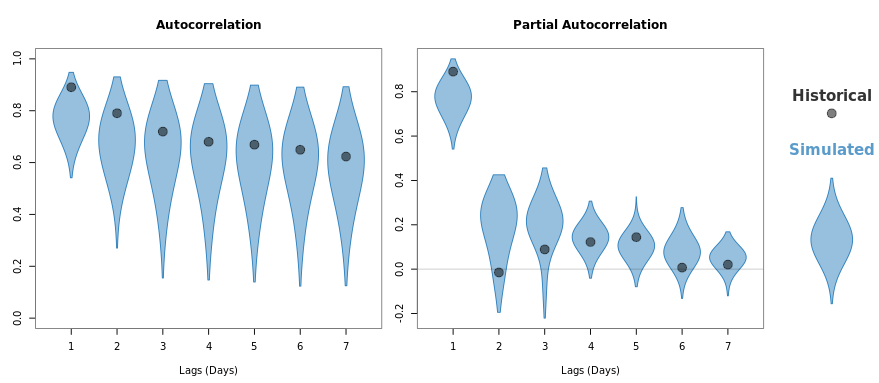 Autocorrelation
1.0
0.8
0.6
0.4
0.2
0.0
1 2 3 4 5 6 7
Lags (Days)
Partial Autocorrelation
0.8
0.6
0.4
0.2
0.0
-0.2
1 2 3 4 5 6 7
Lags (Days)
Historical
Simulated